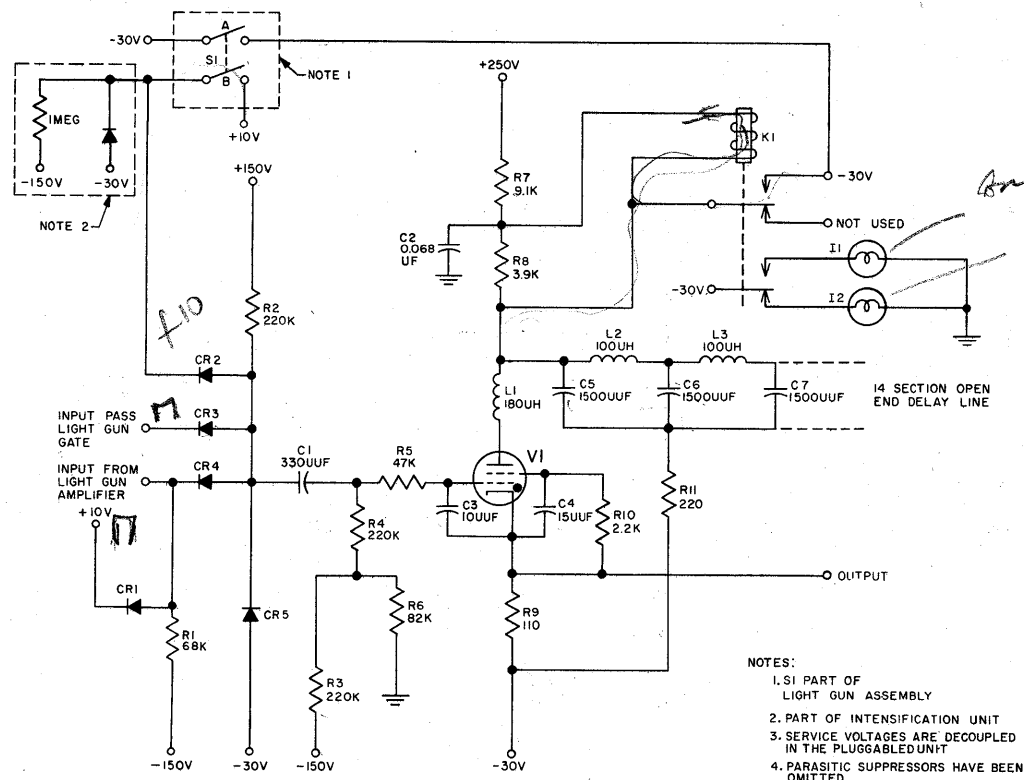 A
-30V
S1
B
NOTE 1
+10V
1MEG
-150V
-30V
NOTE 2
+150V
+250V
K1
R7
9.1K
-30V
NOT USED
C2
0.068
UF
R8
3.9K
I1
-30V
I2
R2
220K
+10
L2
100UH
L3
100UH
CR2
C5
1500UUF
C6
1500UUF
C7
1500UUF
14 SECTION OPEN
END DELAY LINE
L1
180UH
INPUT PASS
LIGHT GUN
GATE
CR3
INPUT FROM
LIGHT GUN
AMPLIFIER
CR4
C1
330UUF
R5
47K
V1
+10V
R4
220K
C3
10UUF
C4
15UUF
R10
2.2K
R11
220
CR1
CR5
R6
82K
OUTPUT
R1
68K
R9
110
R3
220K
-150V
-30V
-150V
-30V
NOTES:
1. S1 PART OF
LIGHT GUN ASSEMBLY
2. PART OF INTENSIFICATION UNIT
3. SERVICE VOLTAGES ARE DECOUPLED
IN THE PLUGGABLE UNIT
4. PARASITIC SUPPRESSORS HAVE BEEN
OMITTED